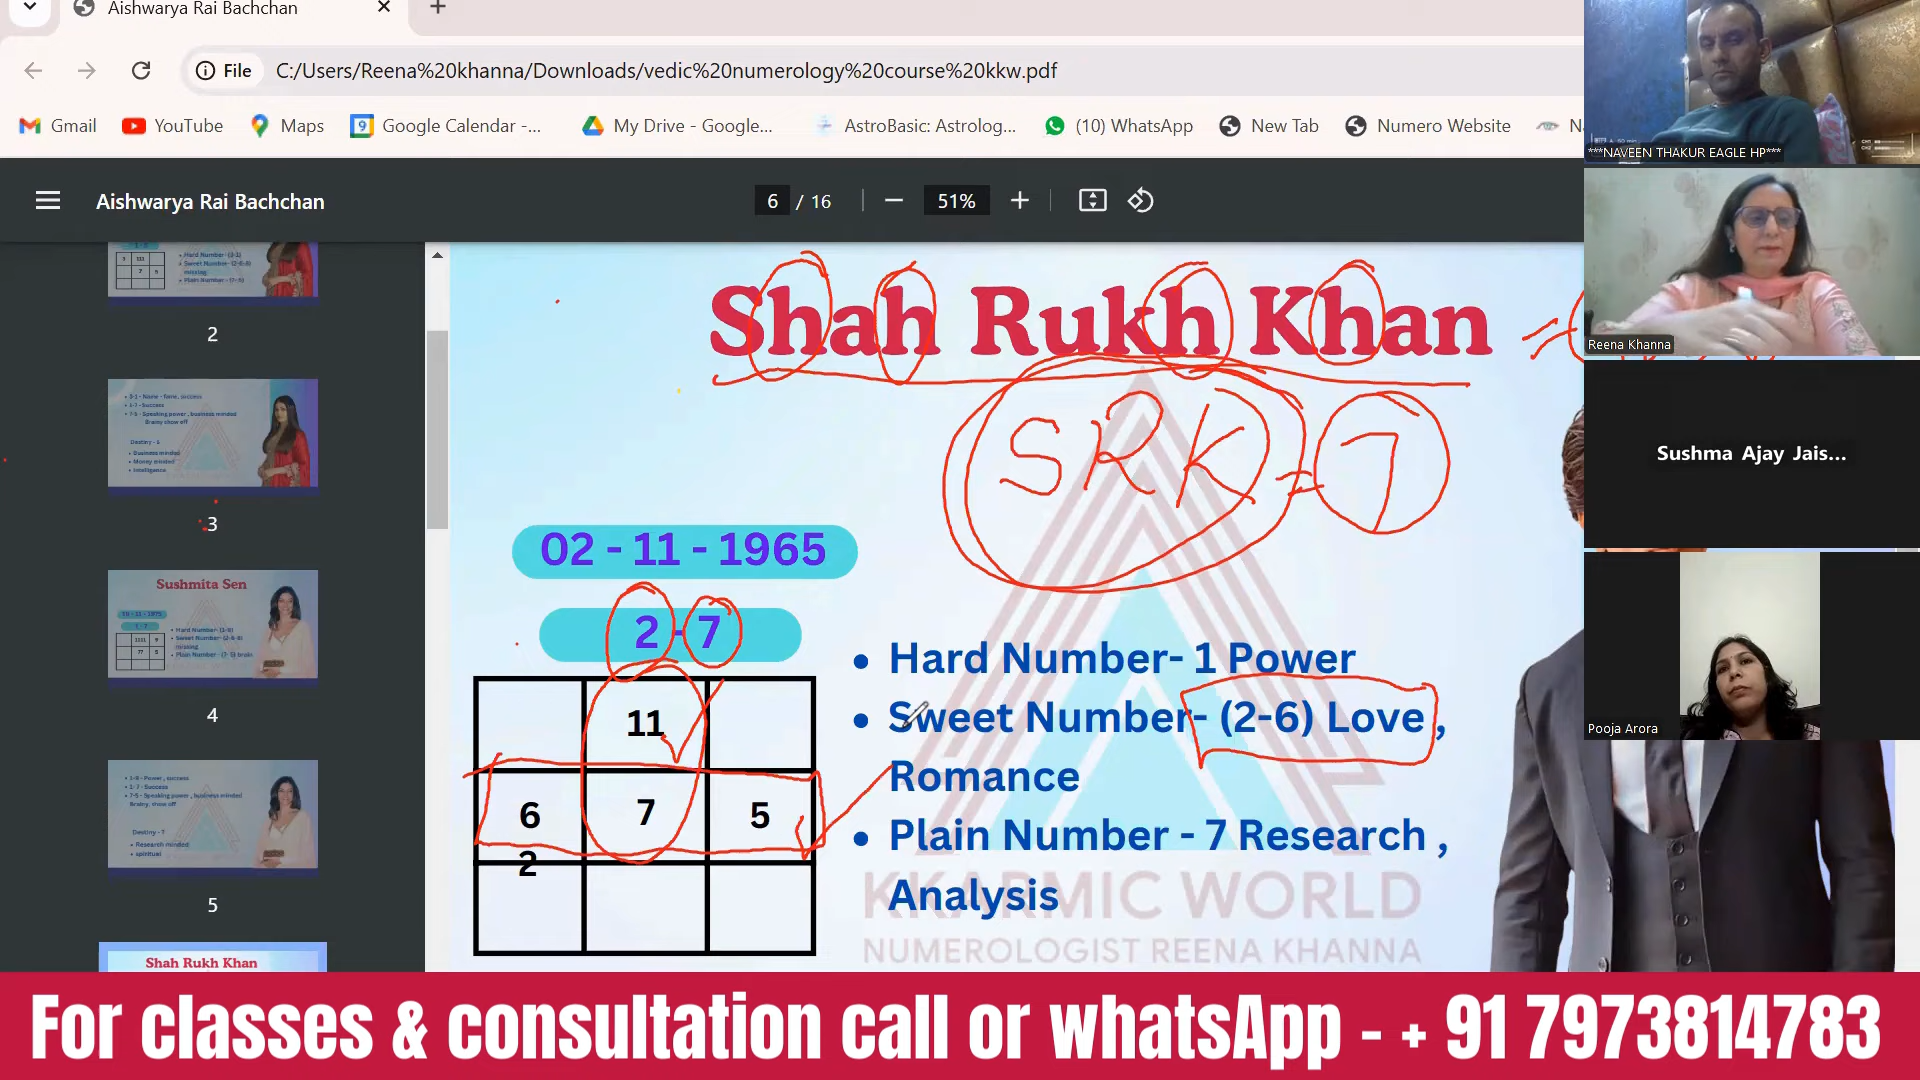 Aishwarya Rai Bachchan
File C:/Users/Reena%20khanna/Downloads/vedic%20numerology%20course%20kkw.pdf
Gmail YouTube Maps Google Calendar -... My Drive - Google... AstroBasic: Astrolog... (10) WhatsApp New Tab Numero Website
Aishwarya Rai Bachchan 6 / 16 51%
***NAVEEN THAKUR EAGLE HP***
Reena Khanna
Sushma Ajay Jais...
Pooja Arora
2
3
Sushmita Sen
4
5
Shah Rukh Khan
Shah Rukh Khan =
SRK = 7
02 - 11 - 1965
2 - 7
11
6 7 5
2
• Hard Number- 1 Power
• Sweet Number- (2-6) Love ,
Romance
• Plain Number - 7 Research ,
Analysis
KKARMIC WORLD
NUMEROLOGIST REENA KHANNA
For classes & consultation call or whatsApp - + 91 7973814783